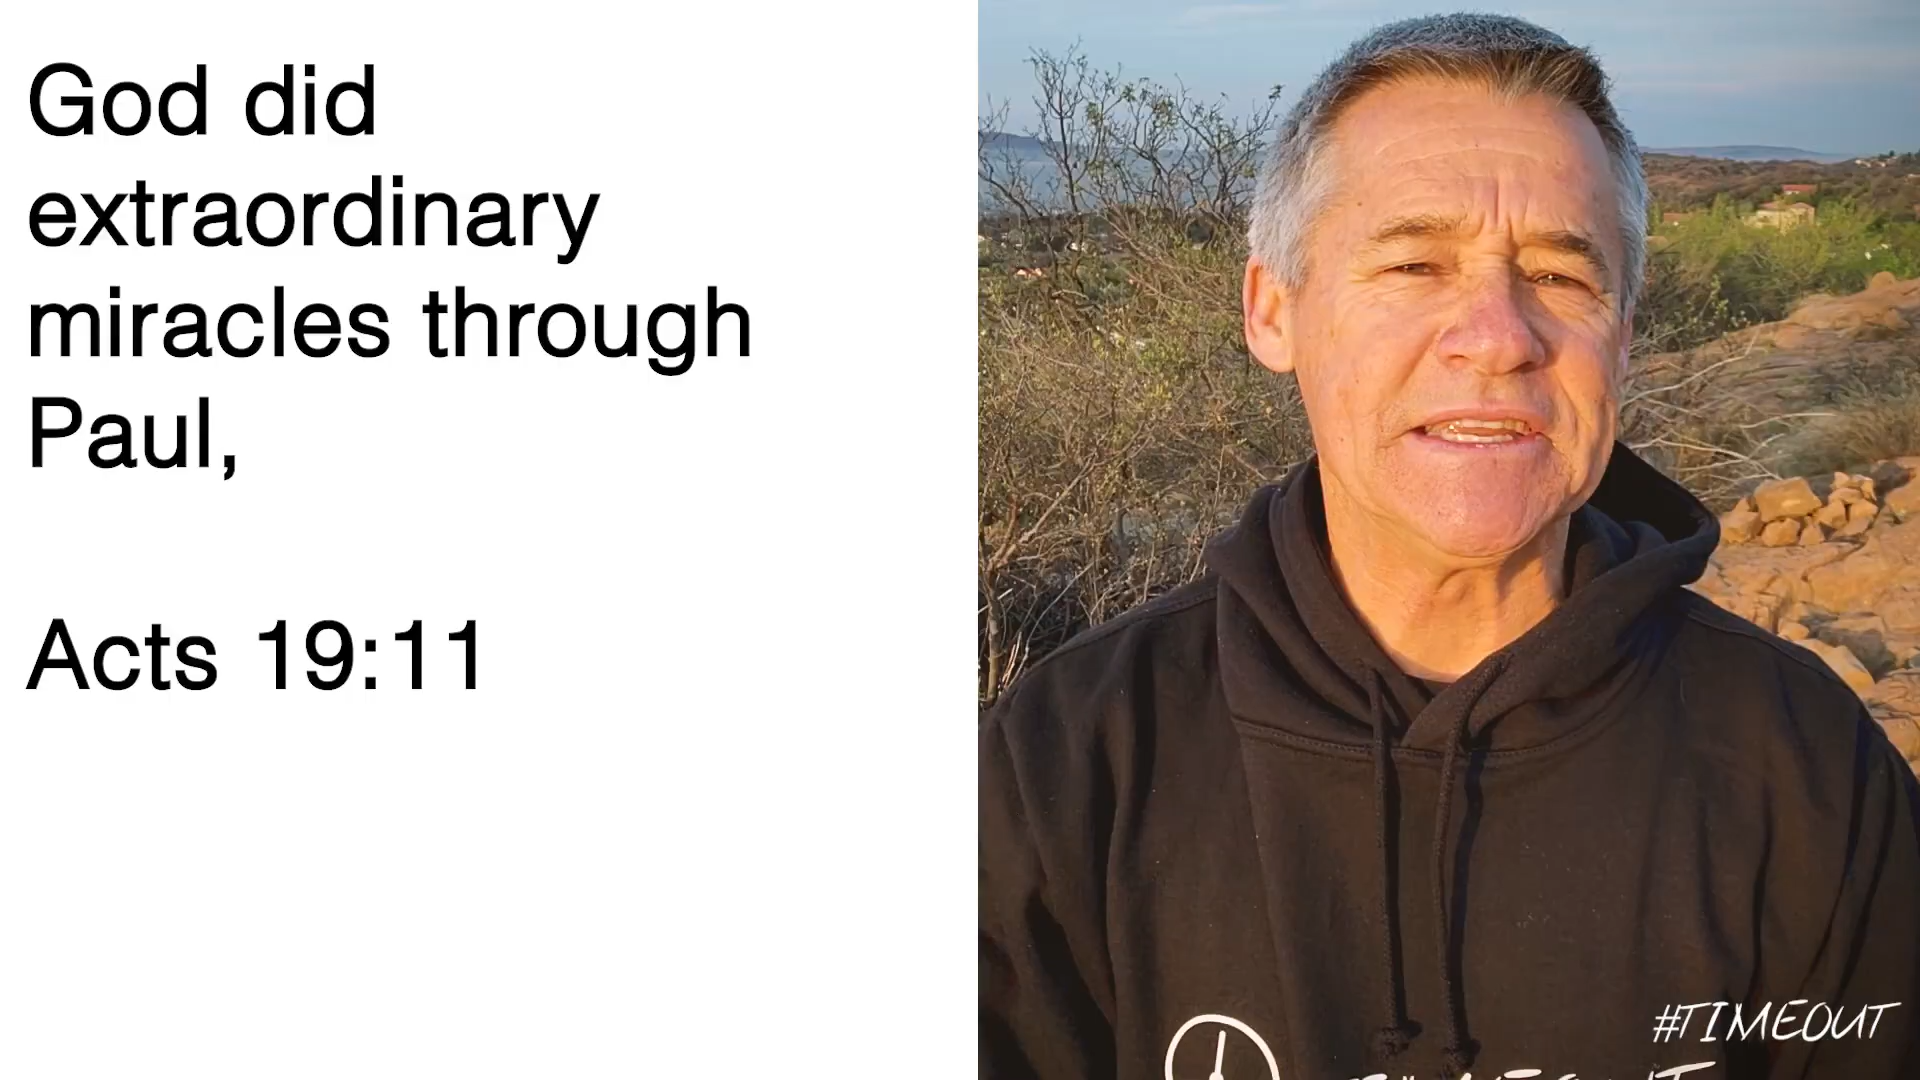 God did
extraordinary
miracles through
Paul,
Acts 19:11
#TIMEOUT